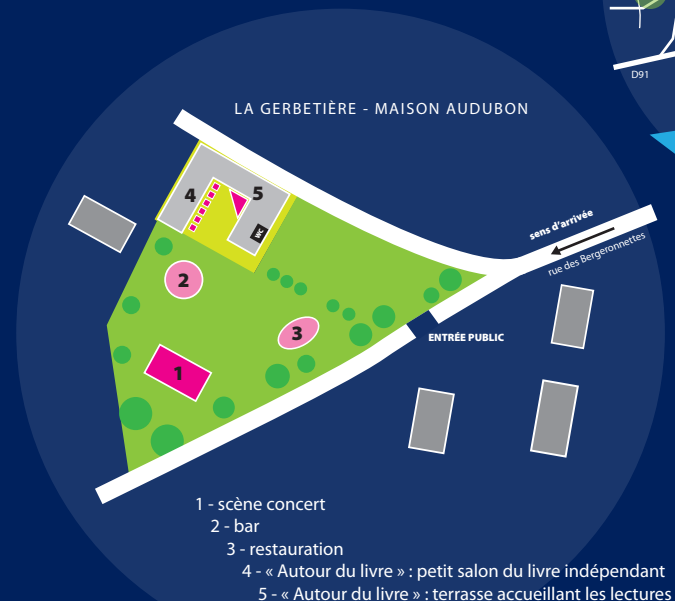 D91
LA GERBETIÈRE - MAISON AUDUBON
4
5
WC
sens d'arrivée
rue des Bergeronnettes
2
3
ENTRÉE PUBLIC
1
1 - scène concert
2 - bar
3 - restauration
4 - « Autour du livre » : petit salon du livre indépendant
5 - « Autour du livre » : terrasse accueillant les lectures